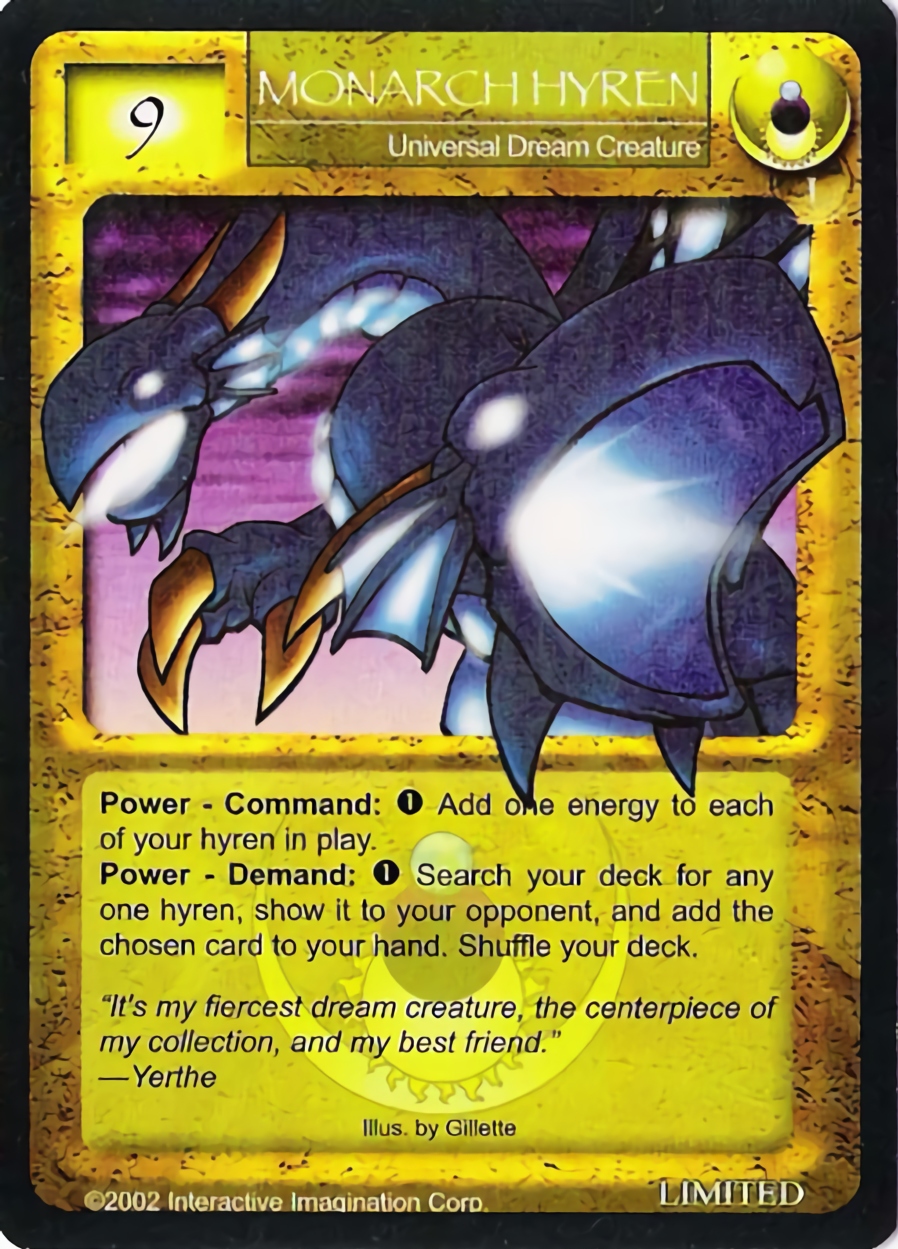 9
MONARCH HYREN
Universal Dream Creature
Power - Command: ❶ Add one energy to each
of your hyren in play.
Power - Demand: ❶ Search your deck for any
one hyren, show it to your opponent, and add the
chosen card to your hand. Shuffle your deck.
“It's my fiercest dream creature, the centerpiece of
my collection, and my best friend.”
—Yerthe
Illus. by Gillette
©2002 Interactive Imagination Corp.
LIMITED